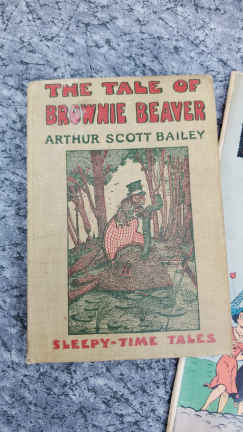 THE TALE OF
BROWNIE BEAVER
ARTHUR SCOTT BAILEY
SLEEPY-TIME TALES